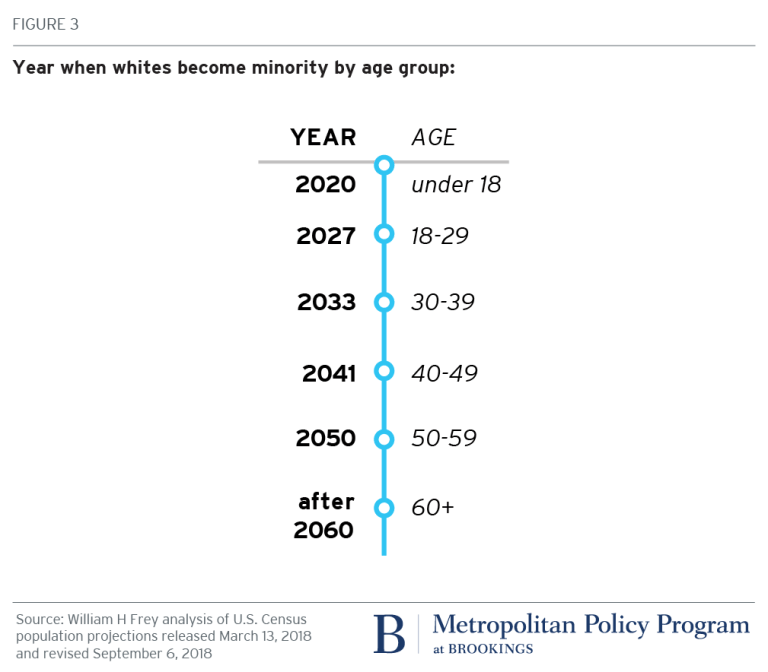 FIGURE 3
Year when whites become minority by age group:
YEAR AGE
2020 under 18
2027 18-29
2033 30-39
2041 40-49
2050 50-59
after
2060 60+
Source: William H Frey analysis of U.S. Census
population projections released March 13, 2018
and revised September 6, 2018
B Metropolitan Policy Program
at BROOKINGS